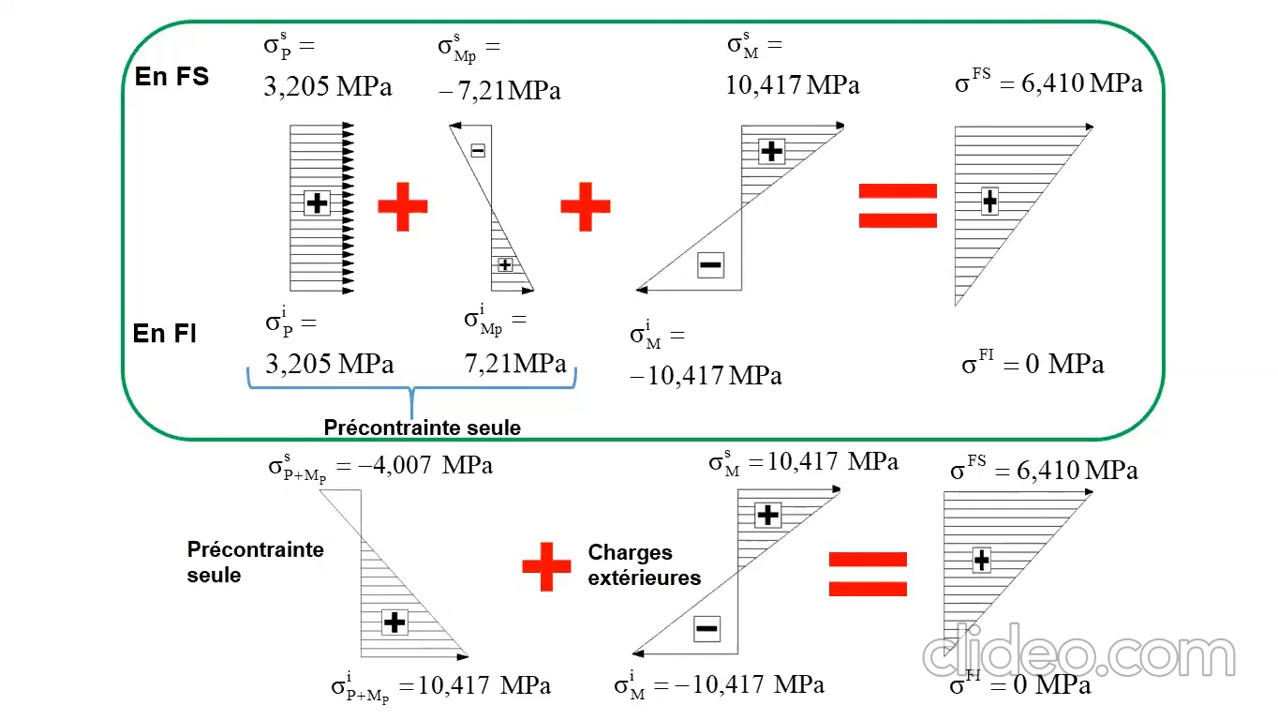 σ^s_P =
3,205 MPa
σ^s_Mp =
– 7,21MPa
σ^s_M =
10,417 MPa
En FS
σ^FS = 6,410 MPa
+
–
+
+
–
+
+
+
En FI
σ^i_P =
3,205 MPa
σ^i_Mp =
7,21MPa
σ^i_M =
–10,417 MPa
σ^FI = 0 MPa
Précontrainte seule
σ^s_P+M_P = –4,007 MPa
σ^s_M = 10,417 MPa
σ^FS = 6,410 MPa
Précontrainte
seule
+
+
Charges
extérieures
+
–
=
+
σ^i_P+M_P = 10,417 MPa
σ^i_M = –10,417 MPa
σ^FI = 0 MPa
clideo.com